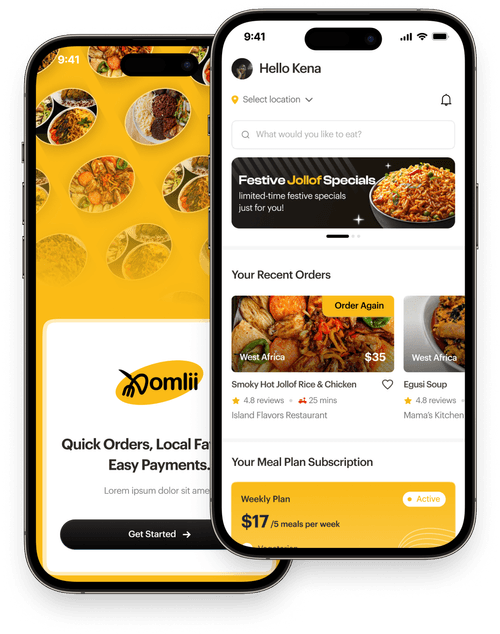 9:41
omlii
Quick Orders, Local Fa
Easy Payments.
Lorem ipsum dolor sit ame
Get Started →
9:41
Hello Kena
Select location
What would you like to eat?
Festive Jollof Specials
limited-time festive specials
just for you!
Your Recent Orders
Order Again
West Africa
$35
West Africa
Smoky Hot Jollof Rice & Chicken
Egusi Soup
4.8 reviews • 25 mins
4.8 reviews
Island Flavors Restaurant
Mama's Kitchen
Your Meal Plan Subscription
Weekly Plan
Active
$17 /5 meals per week
Vegetarian